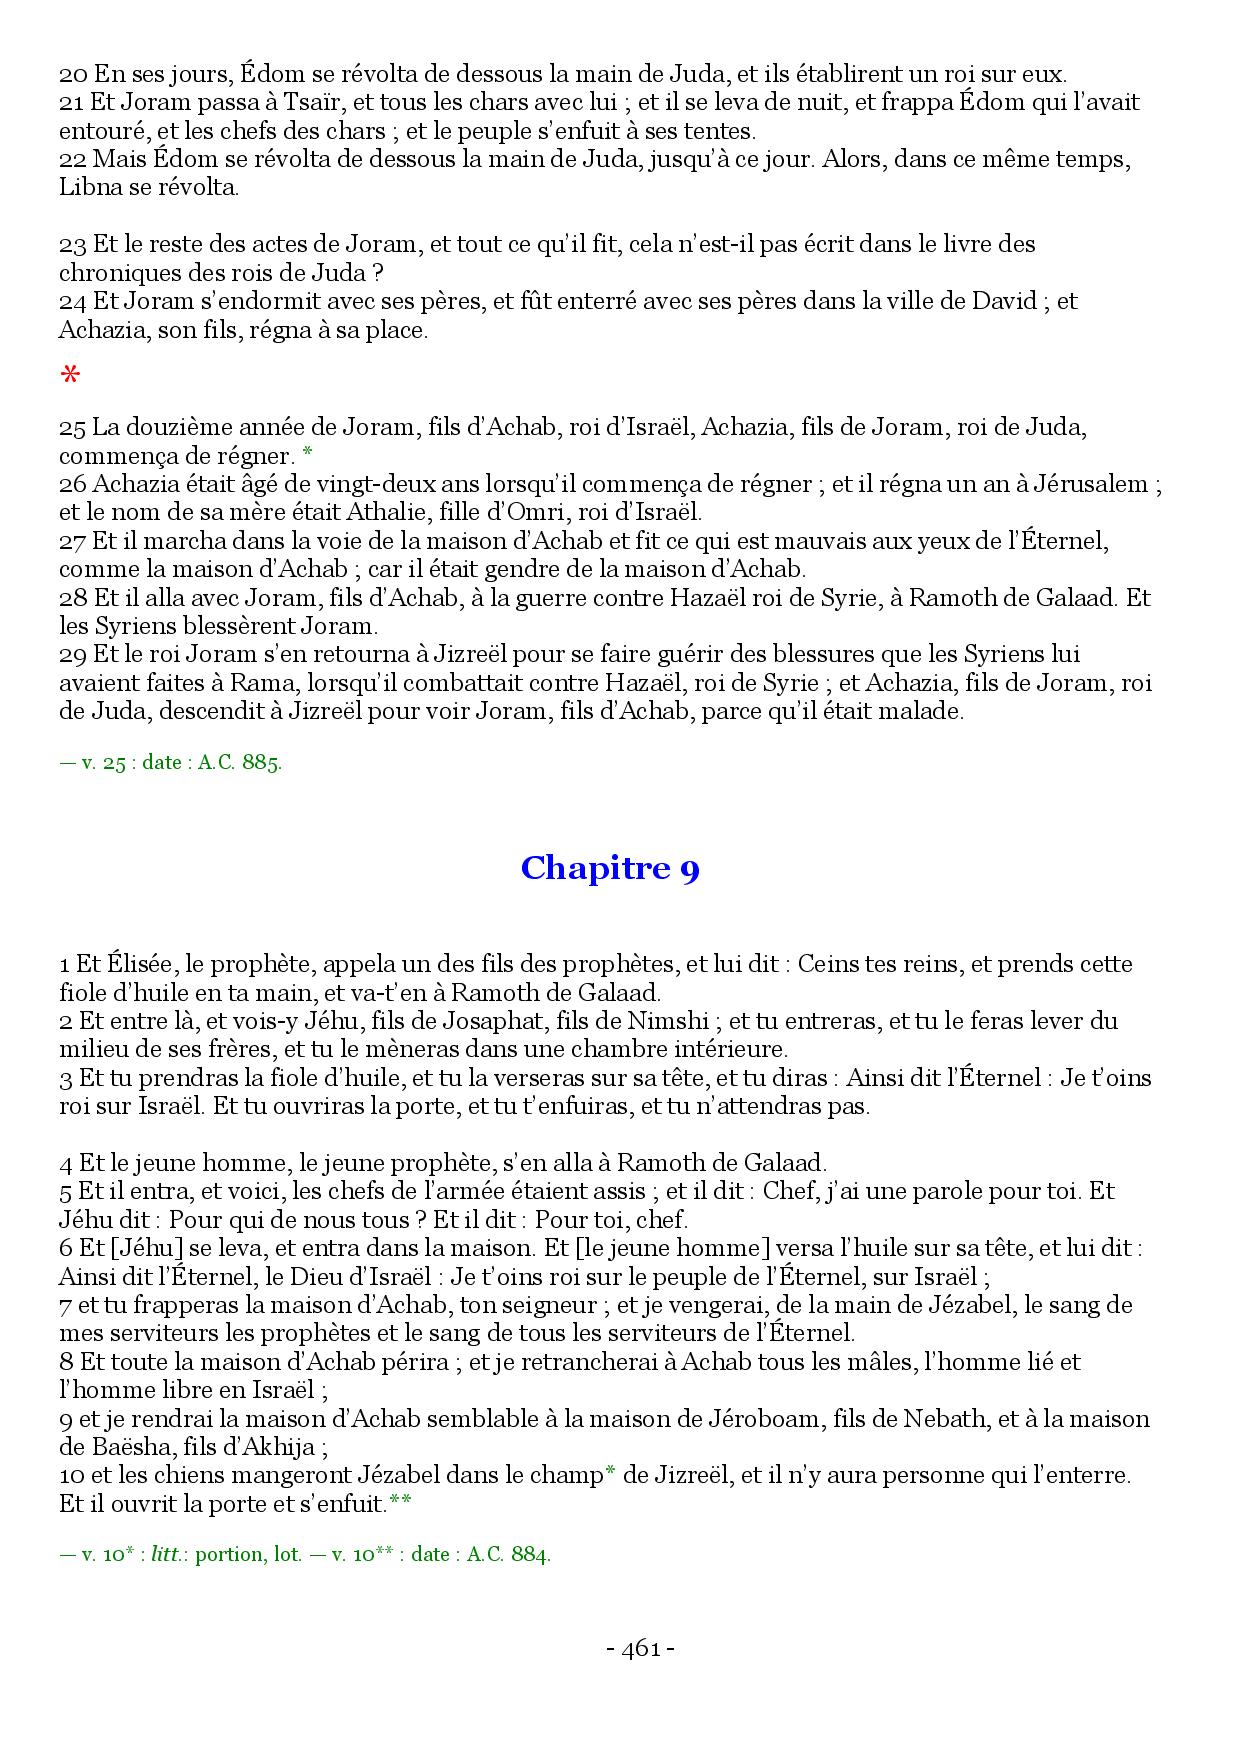 20 En ses jours, Édom se révolta de dessous la main de Juda, et ils établirent un roi sur eux.
21 Et Joram passa à Tsaïr, et tous les chars avec lui ; et il se leva de nuit, et frappa Édom qui l’avait
entouré, et les chefs des chars ; et le peuple s’enfuit à ses tentes.
22 Mais Édom se révolta de dessous la main de Juda, jusqu’à ce jour. Alors, dans ce même temps,
Libna se révolta.
23 Et le reste des actes de Joram, et tout ce qu’il fit, cela n’est-il pas écrit dans le livre des
chroniques des rois de Juda ?
24 Et Joram s’endormit avec ses pères, et fût enterré avec ses pères dans la ville de David ; et
Achazia, son fils, régna à sa place.
*
25 La douzième année de Joram, fils d’Achab, roi d’Israël, Achazia, fils de Joram, roi de Juda,
commença de régner. *
26 Achazia était âgé de vingt-deux ans lorsqu’il commença de régner ; et il régna un an à Jérusalem ;
et le nom de sa mère était Athalie, fille d’Omri, roi d’Israël.
27 Et il marcha dans la voie de la maison d’Achab et fit ce qui est mauvais aux yeux de l’Éternel,
comme la maison d’Achab ; car il était gendre de la maison d’Achab.
28 Et il alla avec Joram, fils d’Achab, à la guerre contre Hazaël roi de Syrie, à Ramoth de Galaad. Et
les Syriens blessèrent Joram.
29 Et le roi Joram s’en retourna à Jizreël pour se faire guérir des blessures que les Syriens lui
avaient faites à Rama, lorsqu’il combattait contre Hazaël, roi de Syrie ; et Achazia, fils de Joram, roi
de Juda, descendit à Jizreël pour voir Joram, fils d’Achab, parce qu’il était malade.
— v. 25 : date : A.C. 885.
Chapitre 9
1 Et Élisée, le prophète, appela un des fils des prophètes, et lui dit : Ceins tes reins, et prends cette
fiole d’huile en ta main, et va-t’en à Ramoth de Galaad.
2 Et entre là, et vois-y Jéhu, fils de Josaphat, fils de Nimshi ; et tu entreras, et tu le feras lever du
milieu de ses frères, et tu le mèneras dans une chambre intérieure.
3 Et tu prendras la fiole d’huile, et tu la verseras sur sa tête, et tu diras : Ainsi dit l’Éternel : Je t’oins
roi sur Israël. Et tu ouvriras la porte, et tu t’enfuiras, et tu n’attendras pas.
4 Et le jeune homme, le jeune prophète, s’en alla à Ramoth de Galaad.
5 Et il entra, et voici, les chefs de l’armée étaient assis ; et il dit : Chef, j’ai une parole pour toi. Et
Jéhu dit : Pour qui de nous tous ? Et il dit : Pour toi, chef.
6 Et [Jéhu] se leva, et entra dans la maison. Et [le jeune homme] versa l’huile sur sa tête, et lui dit :
Ainsi dit l’Éternel, le Dieu d’Israël : Je t’oins roi sur le peuple de l’Éternel, sur Israël ;
7 et tu frapperas la maison d’Achab, ton seigneur ; et je vengerai, de la main de Jézabel, le sang de
mes serviteurs les prophètes et le sang de tous les serviteurs de l’Éternel.
8 Et toute la maison d’Achab périra ; et je retrancherai à Achab tous les mâles, l’homme lié et
l’homme libre en Israël ;
9 et je rendrai la maison d’Achab semblable à la maison de Jéroboam, fils de Nebath, et à la maison
de Baësha, fils d’Akhija ;
10 et les chiens mangeront Jézabel dans le champ* de Jizreël, et il n’y aura personne qui l’enterre.
Et il ouvrit la porte et s’enfuit.**
— v. 10* : litt.: portion, lot. — v. 10** : date : A.C. 884.
- 461 -